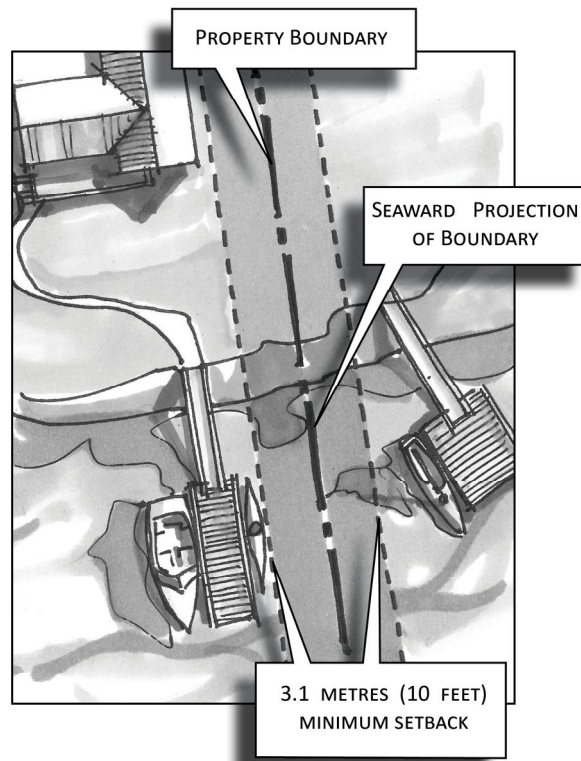 PROPERTY BOUNDARY
SEAWARD PROJECTION
OF BOUNDARY
3.1 METRES (10 FEET)
MINIMUM SETBACK